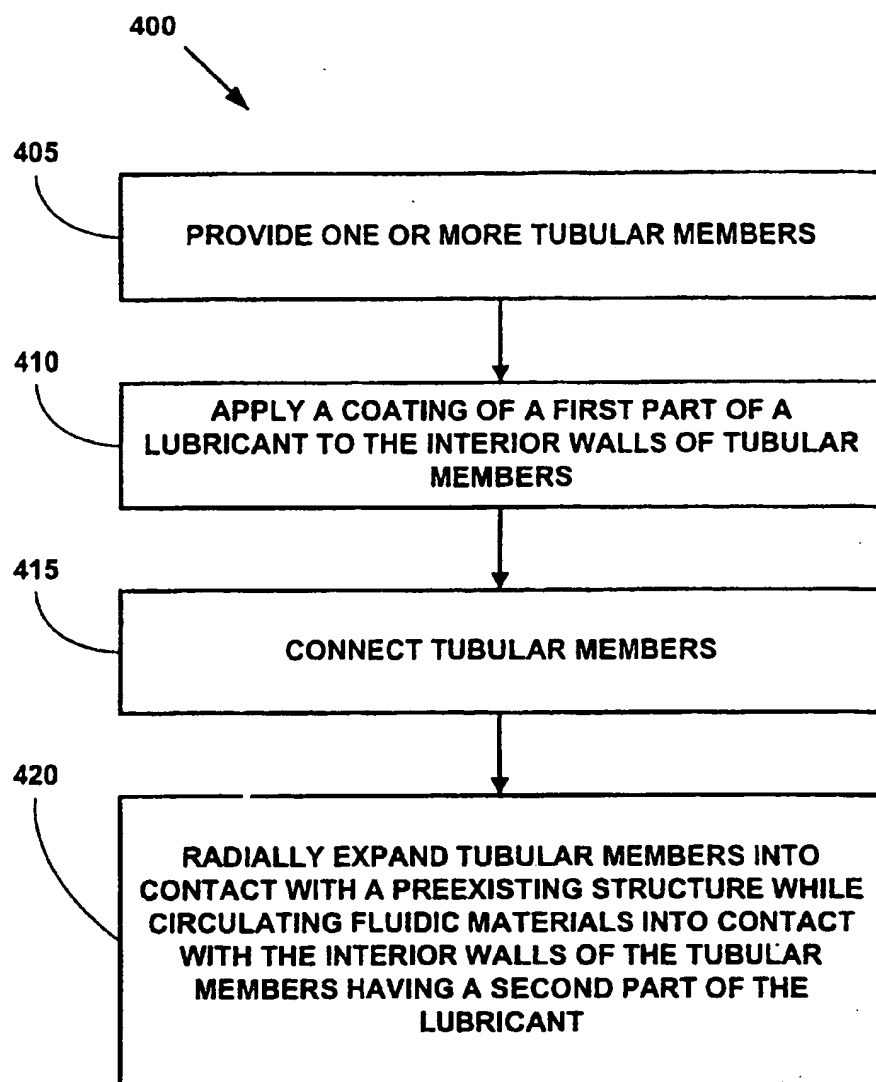 400
405
PROVIDE ONE OR MORE TUBULAR MEMBERS
410
APPLY A COATING OF A FIRST PART OF A
LUBRICANT TO THE INTERIOR WALLS OF TUBULAR
MEMBERS
415
CONNECT TUBULAR MEMBERS
420
RADIALLY EXPAND TUBULAR MEMBERS INTO
CONTACT WITH A PREEXISTING STRUCTURE WHILE
CIRCULATING FLUIDIC MATERIALS INTO CONTACT
WITH THE INTERIOR WALLS OF THE TUBULAR
MEMBERS HAVING A SECOND PART OF THE
LUBRICANT